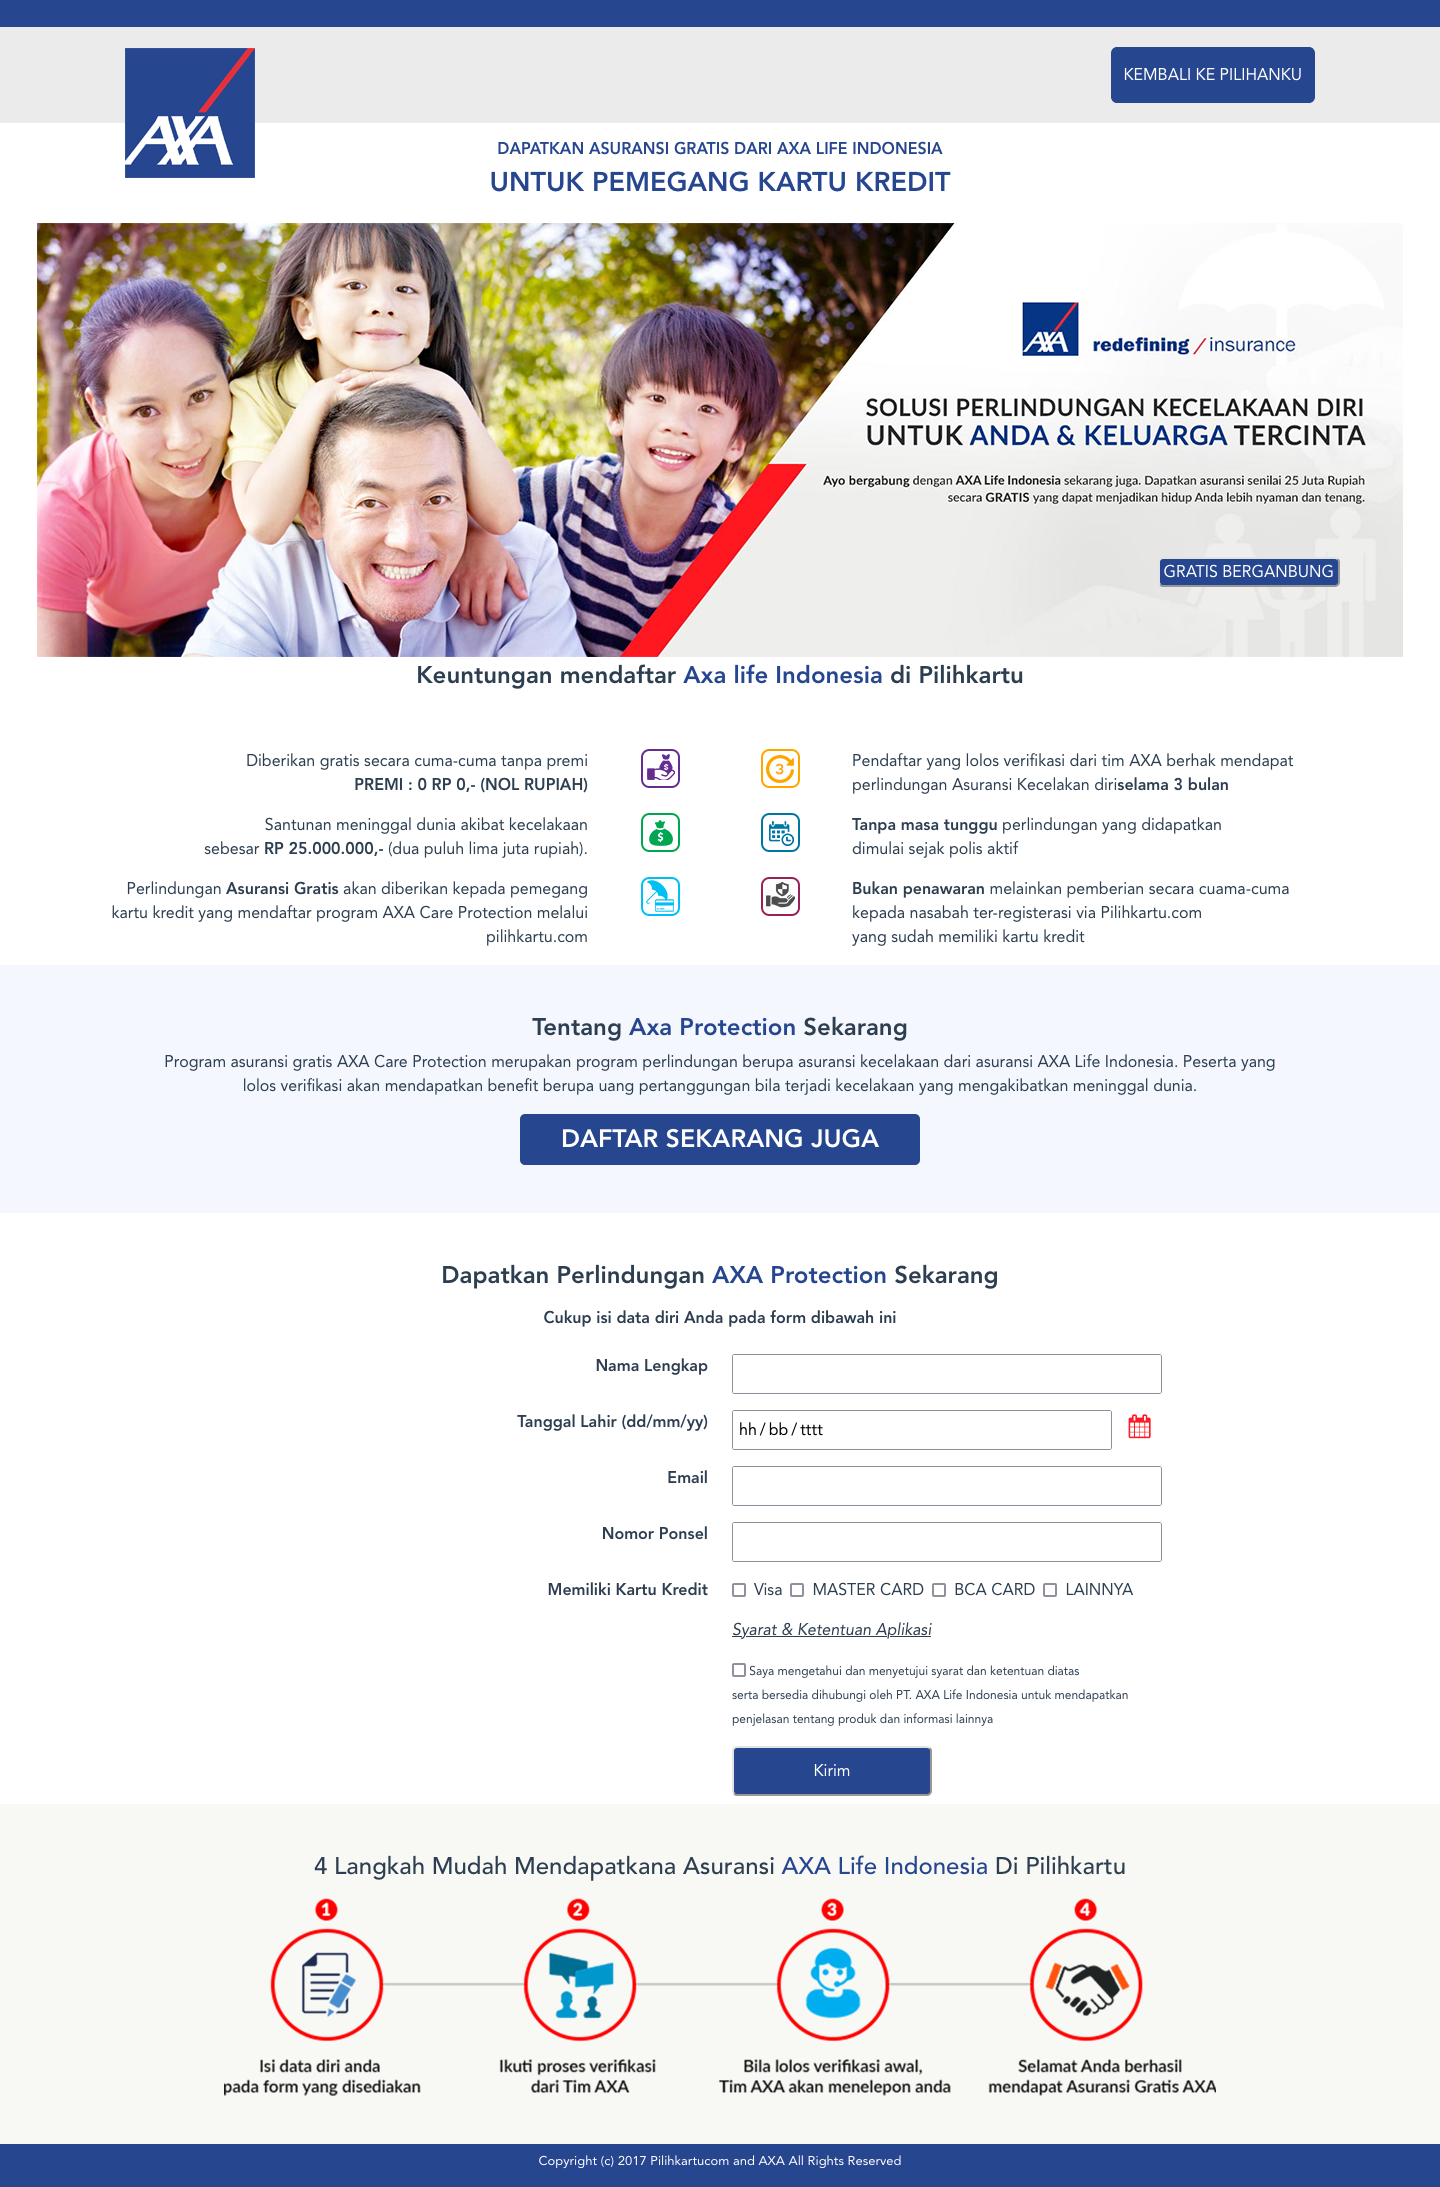 AXA
KEMBALI KE PILIHANKU
DAPATKAN ASURANSI GRATIS DARI AXA LIFE INDONESIA
UNTUK PEMEGANG KARTU KREDIT
AXA redefining / insurance
SOLUSI PERLINDUNGAN KECELAKAAN DIRI
UNTUK ANDA & KELUARGA TERCINTA
Ayo bergabung dengan AXA Life Indonesia sekarang juga. Dapatkan asuransi senilai 25 Juta Rupiah
secara GRATIS yang dapat menjadikan hidup Anda lebih nyaman dan tenang.
GRATIS BERGANBUNG
Keuntungan mendaftar Axa life Indonesia di Pilihkartu
Diberikan gratis secara cuma-cuma tanpa premi
PREMI : 0 RP 0,- (NOL RUPIAH)
Santunan meninggal dunia akibat kecelakaan
sebesar RP 25.000.000,- (dua puluh lima juta rupiah).
Perlindungan Asuransi Gratis akan diberikan kepada pemegang
kartu kredit yang mendaftar program AXA Care Protection melalui
pilihkartu.com
3
Pendaftar yang lolos verifikasi dari tim AXA berhak mendapat
perlindungan Asuransi Kecelakan diriselama 3 bulan
Tanpa masa tunggu perlindungan yang didapatkan
dimulai sejak polis aktif
Bukan penawaran melainkan pemberian secara cuama-cuma
kepada nasabah ter-registerasi via Pilihkartu.com
yang sudah memiliki kartu kredit
Tentang Axa Protection Sekarang
Program asuransi gratis AXA Care Protection merupakan program perlindungan berupa asuransi kecelakaan dari asuransi AXA Life Indonesia. Peserta yang
lolos verifikasi akan mendapatkan benefit berupa uang pertanggungan bila terjadi kecelakaan yang mengakibatkan meninggal dunia.
DAFTAR SEKARANG JUGA
Dapatkan Perlindungan AXA Protection Sekarang
Cukup isi data diri Anda pada form dibawah ini
Nama Lengkap
Tanggal Lahir (dd/mm/yy) hh / bb / tttt
Email
Nomor Ponsel
Memiliki Kartu Kredit Visa MASTER CARD BCA CARD LAINNYA
Syarat & Ketentuan Aplikasi
Saya mengetahui dan menyetujui syarat dan ketentuan diatas
serta bersedia dihubungi oleh PT. AXA Life Indonesia untuk mendapatkan
penjelasan tentang produk dan informasi lainnya
Kirim
4 Langkah Mudah Mendapatkana Asuransi AXA Life Indonesia Di Pilihkartu
1 2 3 4
Isi data diri anda
pada form yang disediakan
Ikuti proses verifikasi
dari Tim AXA
Bila lolos verifikasi awal,
Tim AXA akan menelepon anda
Selamat Anda berhasil
mendapat Asuransi Gratis AXA
Copyright (c) 2017 Pilihkartucom and AXA All Rights Reserved